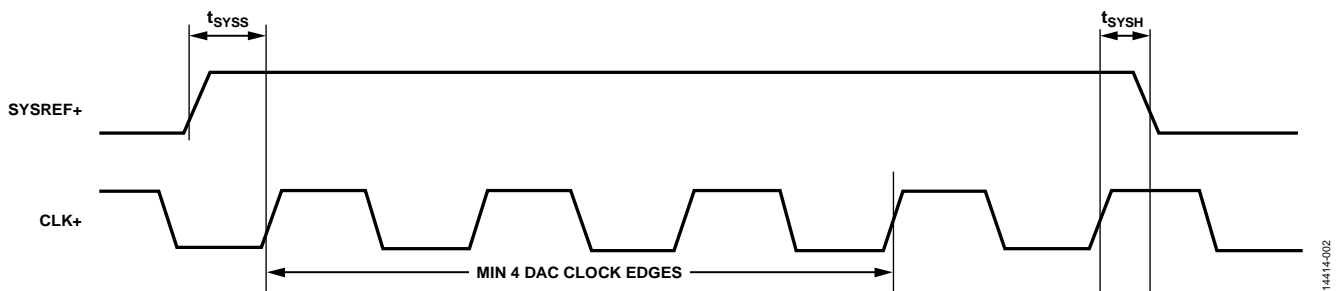 tSYSS
tSYSH
SYSREF+
CLK+
MIN 4 DAC CLOCK EDGES
14414-002